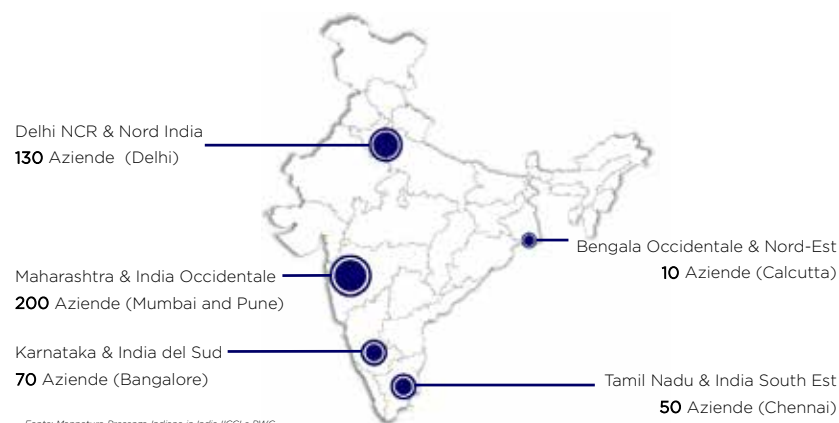 Delhi NCR & Nord India
130 Aziende (Delhi)
Maharashtra & India Occidentale
200 Aziende (Mumbai and Pune)
Karnataka & India del Sud
70 Aziende (Bangalore)
Bengala Occidentale & Nord-Est
10 Aziende (Calcutta)
Tamil Nadu & India South Est
50 Aziende (Chennai)